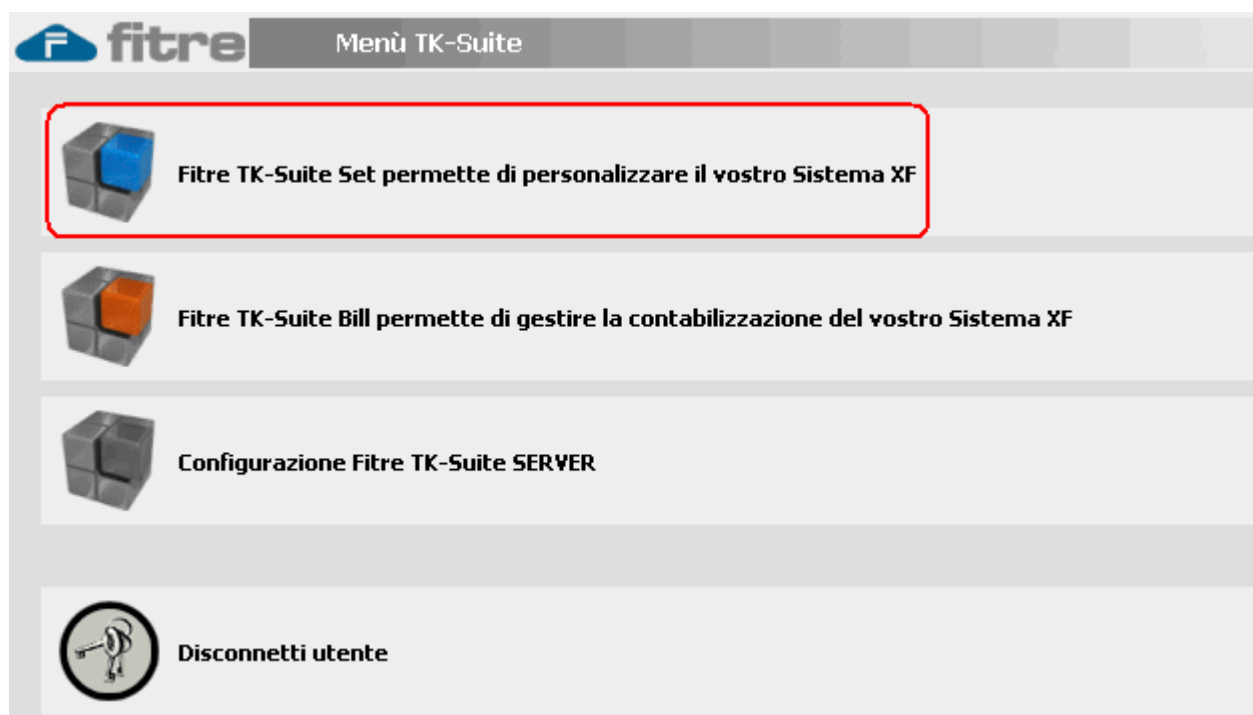 fitre
Menù TK-Suite
Fitre TK-Suite Set permette di personalizzare il vostro Sistema XF
Fitre TK-Suite Bill permette di gestire la contabilizzazione del vostro Sistema XF
Configurazione Fitre TK-Suite SERVER
Disconnetti utente